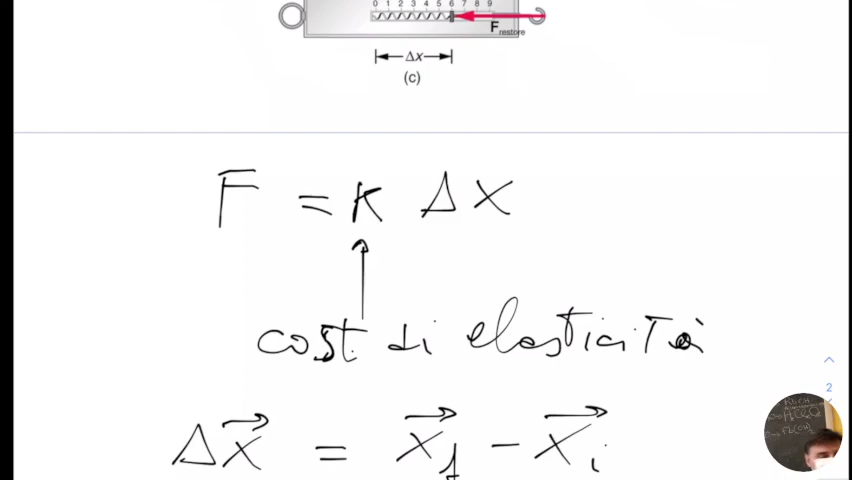 0 1 2 3 4 5 6 7 8 9
F restore
Δx
(c)
F = K Δx
cost. di elasticità
Δx⃗ = x⃗f - x⃗i
2